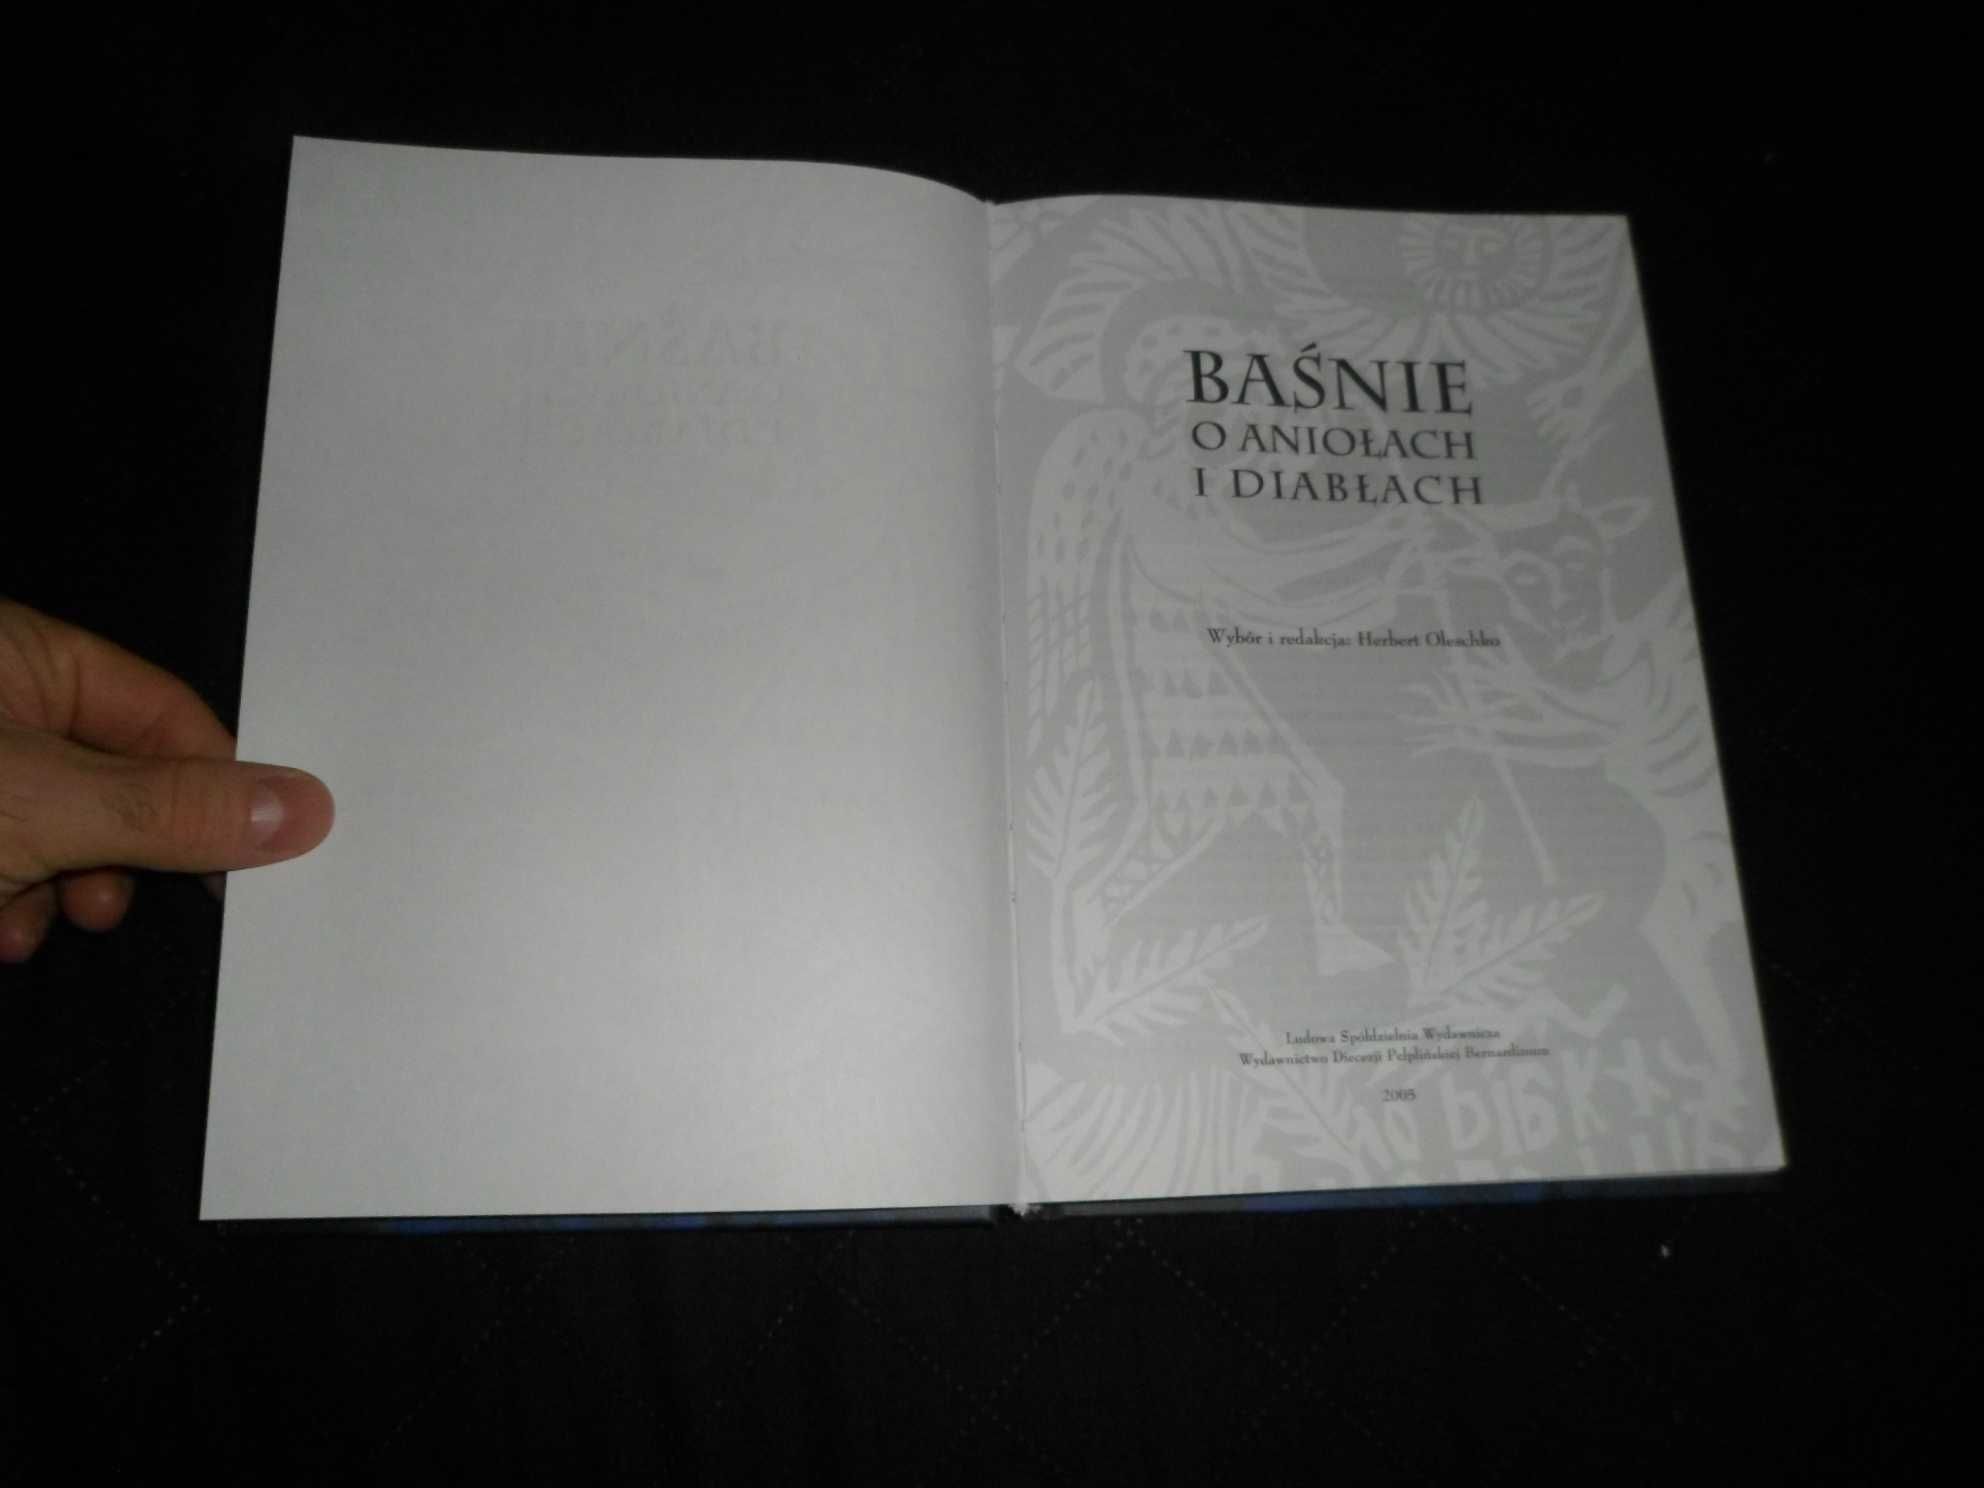 BAŚNIE
O ANIOŁACH
I DIABŁACH
Wybór i redakcja: Herbert Oleschko
Ludowa Spółdzielnia Wydawnicza
Wydawnictwo Diecezji Pelplińskiej Bernardinum
2005